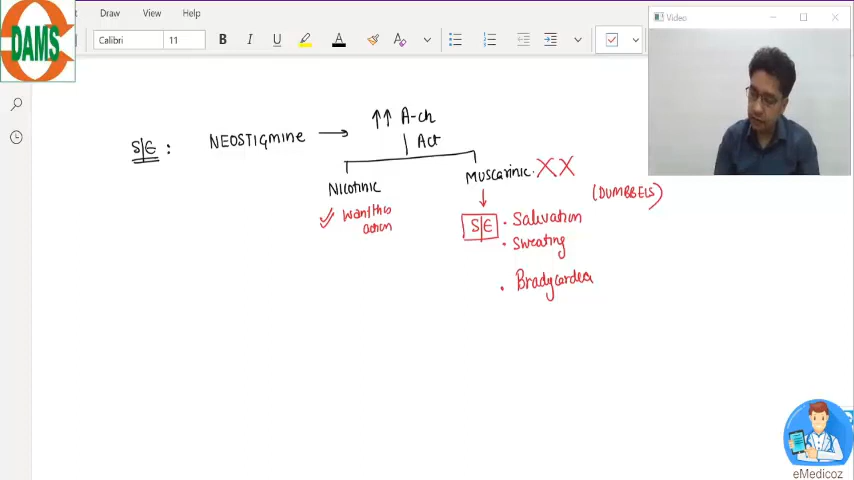 DAMS
Draw View Help
Video
Calibri 11 B I U A
↑↑ A-ch
S/E : NEOSTIGMINE → Act
Nicotinic
MUSCARINIC. XX
want this
action
(DUMBBELS)
S/E • Salivation
• Sweating
• Bradycardea
eMedicoz